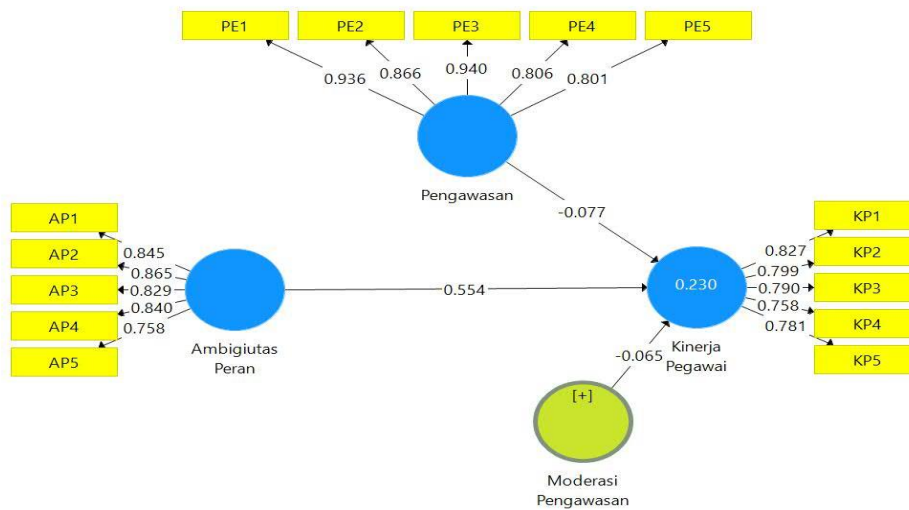 PE1 PE2 PE3 PE4 PE5
0.936 0.866 0.940 0.806 0.801
Pengawasan
-0.077
AP1
AP2
AP3
AP4
AP5
0.845
0.865
0.829
0.840
0.758
Ambigiutas
Peran
0.554
0.230
Kinerja
Pegawai
0.827
0.799
0.790
0.758
0.781
KP1
KP2
KP3
KP4
KP5
-0.065
[+]
Moderasi
Pengawasan